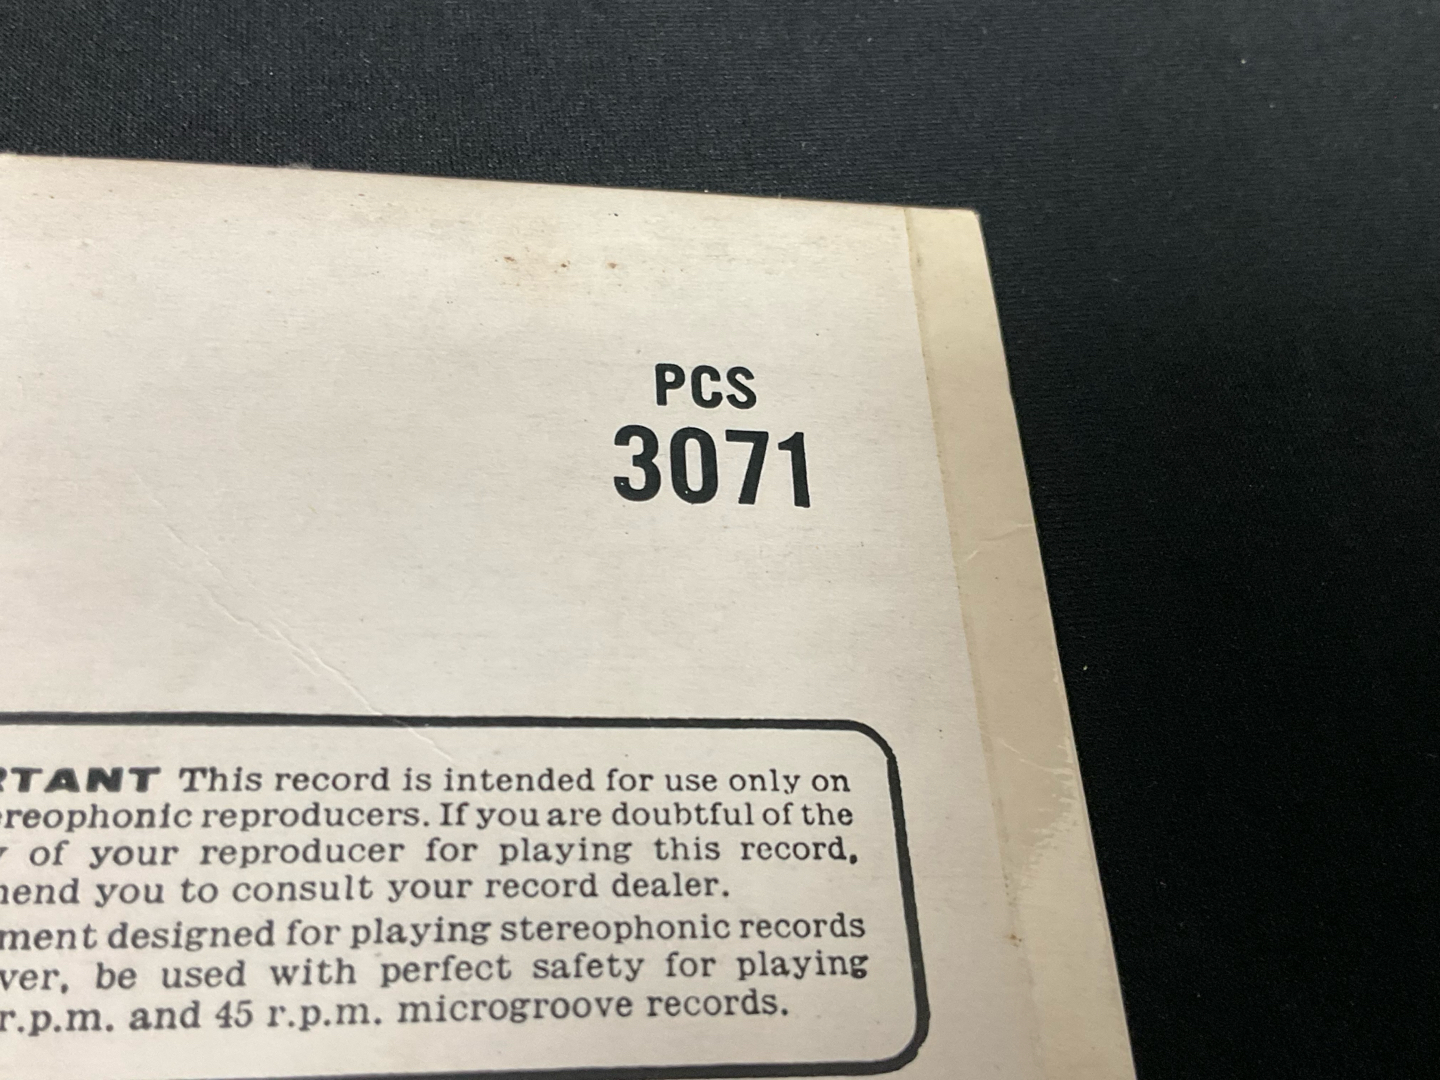 PCS
3071
RTANT This record is intended for use only on
ereophonic reproducers. If you are doubtful of the
of your reproducer for playing this record,
mend you to consult your record dealer.
ment designed for playing stereophonic records
ver, be used with perfect safety for playing
r.p.m. and 45 r.p.m. microgroove records.